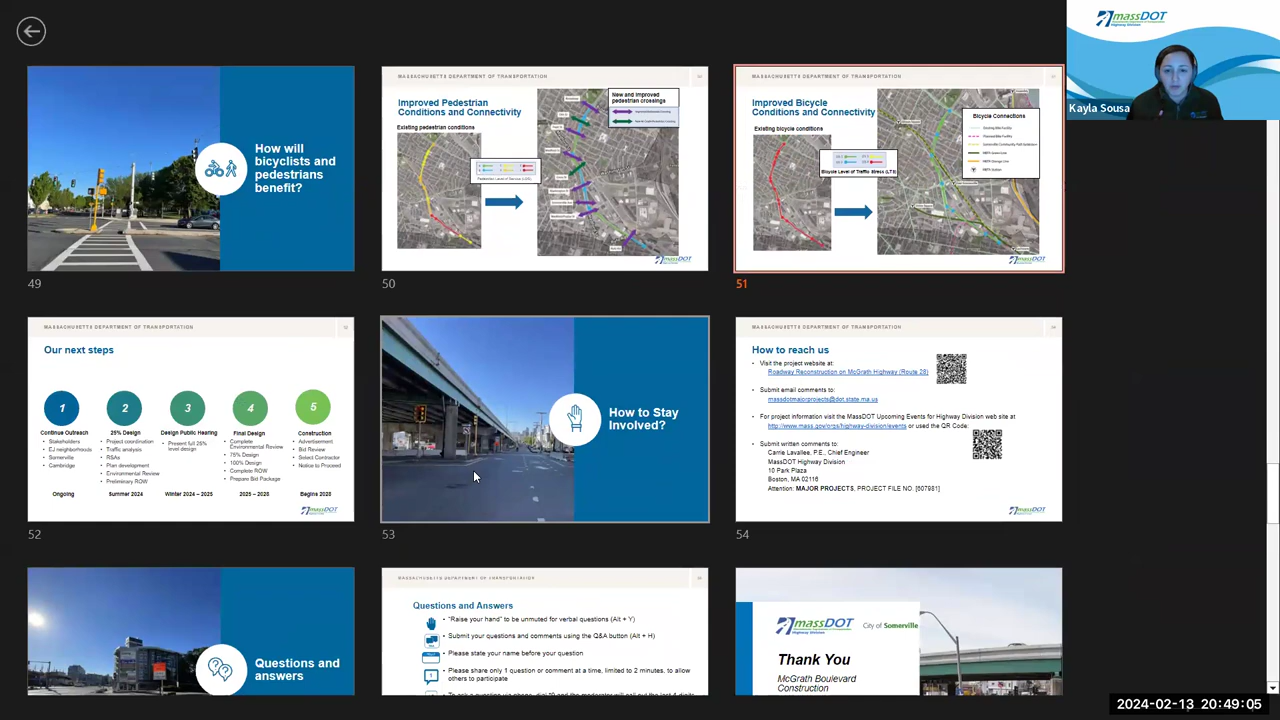 massDOT
Highway Division
Kayla Sousa
How will
bicyclists and
pedestrians
benefit?
49
MASSACHUSETTS DEPARTMENT OF TRANSPORTATION
Improved Pedestrian
Conditions and Connectivity
Existing pedestrian conditions
New and Improved
pedestrian crossings
massDOT
50
MASSACHUSETTS DEPARTMENT OF TRANSPORTATION
Improved Bicycle
Conditions and Connectivity
Existing bicycle conditions
Bicycle Level of Traffic Stress (LTS)
Bicycle Connections
massDOT
51
MASSACHUSETTS DEPARTMENT OF TRANSPORTATION
Our next steps
1
2
3
4
5
Continue Outreach
• Stakeholders
• EJ neighborhoods
• Somerville
• Cambridge
Ongoing
25% Design
• Project coordination
• Traffic analysis
• RSAs
• Plan development
• Environmental Review
• Preliminary ROW
Summer 2024
Design Public Hearing
• Present full 25%
level design
Winter 2024 – 2025
Final Design
• Complete
Environmental Review
• 75% Design
• 100% Design
• Complete ROW
• Prepare Bid Package
2025 – 2028
Construction
• Advertisement
• Bid Review
• Select Contractor
• Notice to Proceed
Begins 2028
massDOT
52
How to Stay
Involved?
53
MASSACHUSETTS DEPARTMENT OF TRANSPORTATION
How to reach us
• Visit the project website at:
Roadway Reconstruction on McGrath Highway (Route 28)
• Submit email comments to:
massdotmajorprojects@dot.state.ma.us
• For project information visit the MassDOT Upcoming Events for Highway Division web site at
http://www.mass.gov/orgs/highway-division/events or used the QR Code:
• Submit written comments to:
Carrie Lavallee, P.E., Chief Engineer
MassDOT Highway Division
10 Park Plaza
Boston, MA 02116
Attention: MAJOR PROJECTS, PROJECT FILE NO. [607981]
massDOT
54
Questions and
answers
MASSACHUSETTS DEPARTMENT OF TRANSPORTATION
Questions and Answers
• "Raise your hand" to be unmuted for verbal questions (Alt + Y)
• Submit your questions and comments using the Q&A button (Alt + H)
• Please state your name before your question
• Please share only 1 question or comment at a time, limited to 2 minutes, to allow
others to participate
massDOT
Highway Division
City of Somerville
Thank You
McGrath Boulevard
Construction
2024-02-13 20:49:05